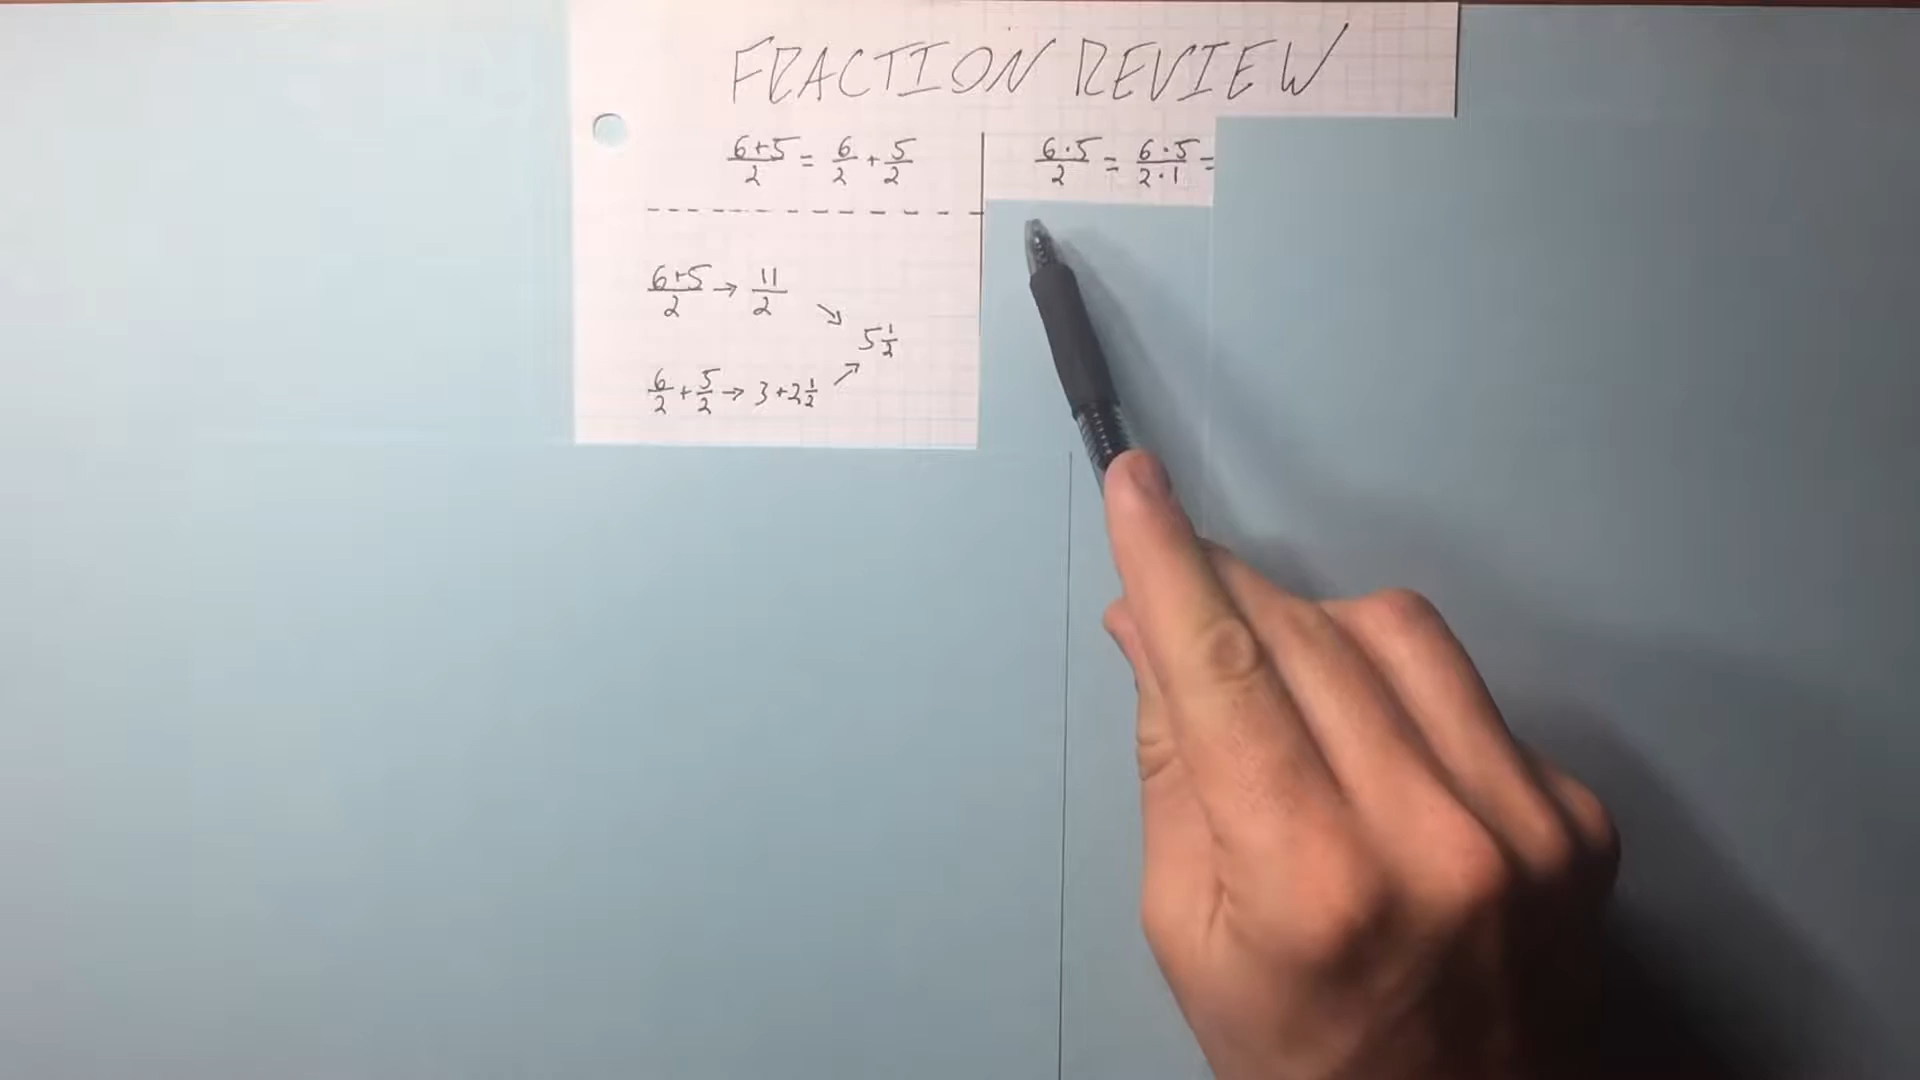 FRACTION REVIEW
6+5/2 = 6/2 + 5/2
6·5/2 = 6·5/2·1 =
6+5/2 → 11/2
↘ 5 1/2
6/2 + 5/2 → 3 + 2 1/2 ↗